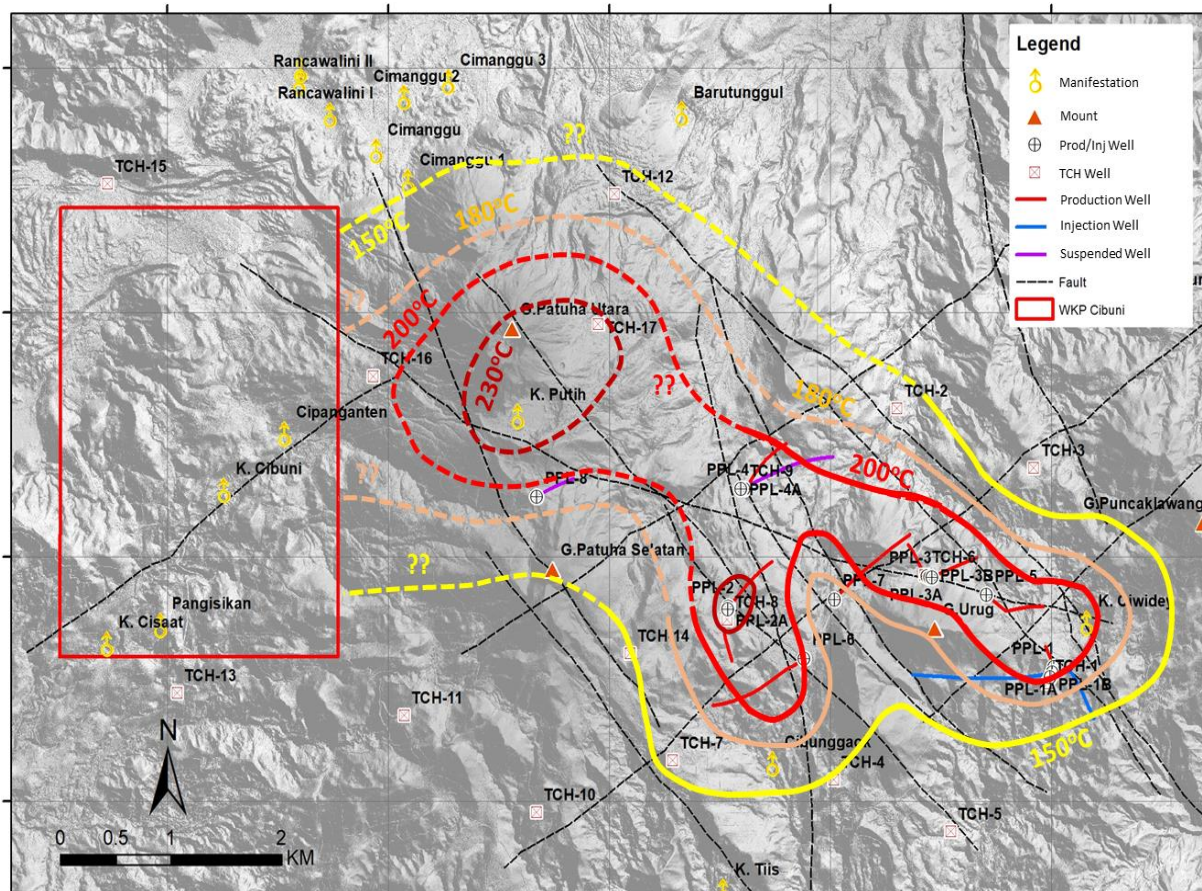 Legend
Manifestation
Mount
Prod/Inj Well
TCH Well
Production Well
Injection Well
Suspended Well
Fault
WKP Cibuni
Rancawalini II
Cimanggu 3
Cimanggu 2
Rancawalini I
Barutunggul
Cimanggu
Cimanggu 1
??
TCH-15
TCH-12
180°C
150°C
??
200°C
G.Patuha Utara
TCH-17
TCH-16
230°C
K. Putih
??
180°C
TCH-2
Cipanganten
TCH-3
K. Cibuni
??
PPL-8
PPL-4
TCH-9
PPL-4A
200°C
G.Puncaklawang
G.Patuha Selatan
??
PPL-3
TCH-6
PPL-3B
PPL-5
PPL-7
PPL-3A
PPL-2
TCH-8
PPL-2A
G.Urug
K. Ciwidey
Pangisikan
K. Cisaat
TCH-14
PPL-6
PPL-1
TCH-1
PPL-1A
PPL-1B
TCH-13
TCH-11
150°C
TCH-7
TCH-4
N
TCH-10
TCH-5
0 0.5 1 2
KM
K. Tiis